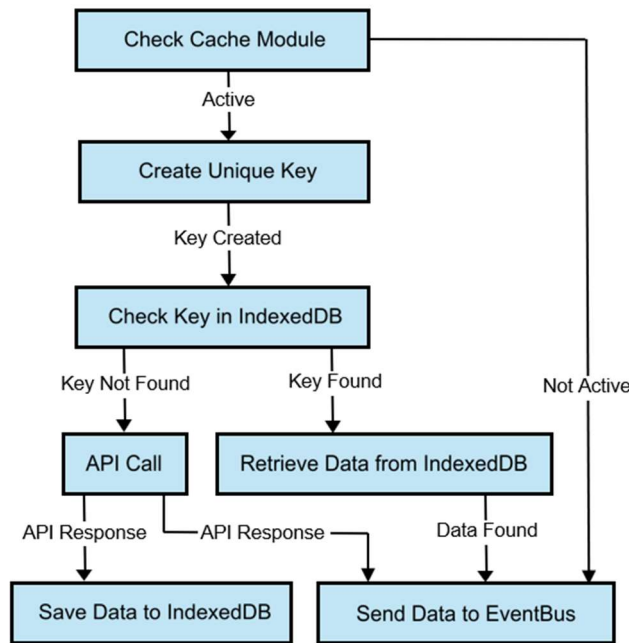 Check Cache Module
Active
Create Unique Key
Key Created
Check Key in IndexedDB
Key Not Found
Key Found
Not Active
API Call
Retrieve Data from IndexedDB
API Response
API Response
Data Found
Save Data to IndexedDB
Send Data to EventBus